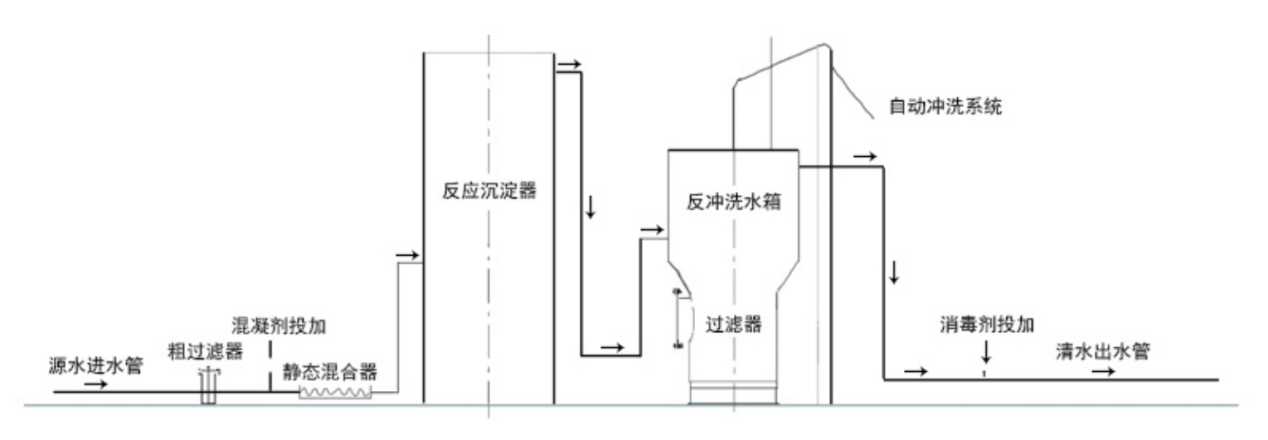 源水进水管
粗过滤器
混凝剂投加
静态混合器
反应沉淀器
反冲洗水箱
过滤器
自动冲洗系统
消毒剂投加
清水出水管